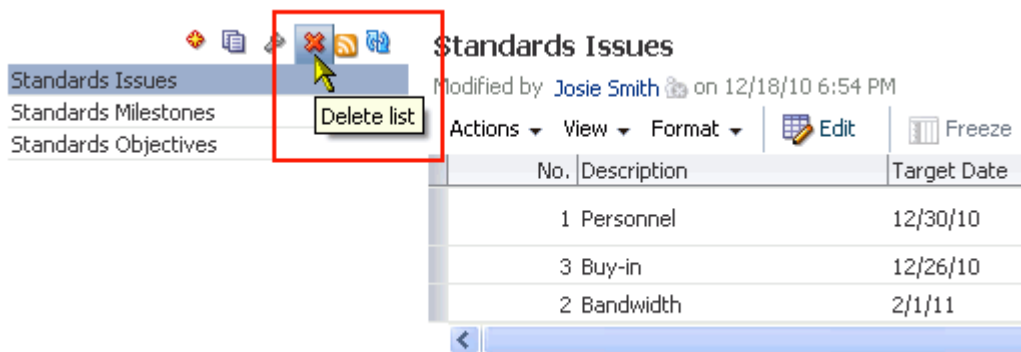 Standards Issues
Standards Milestones
Standards Objectives
Delete list
Standards Issues
Modified by Josie Smith on 12/18/10 6:54 PM
Actions View Format Edit Freeze
No. Description Target Date
1 Personnel 12/30/10
3 Buy-in 12/26/10
2 Bandwidth 2/1/11